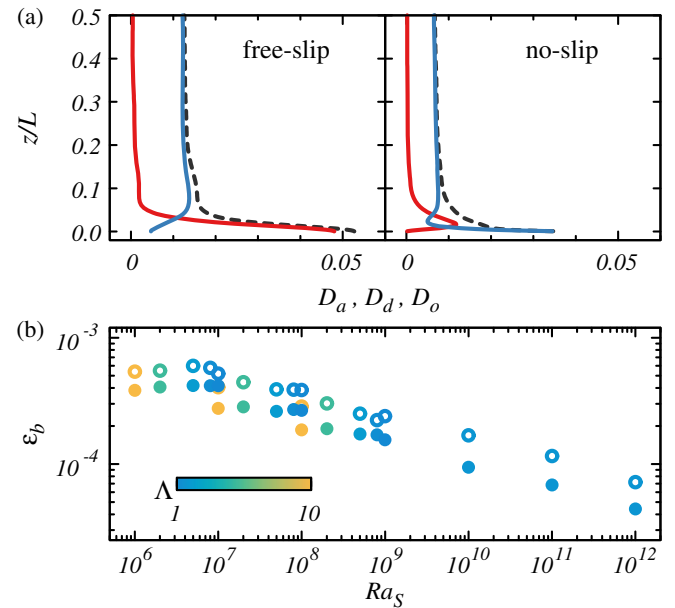 (a)
0.5
0.4
0.3
0.2
0.1
0.0
z/L
free-slip
no-slip
0
0.05
0
0.05
D_a , D_d , D_o
(b)
10^-3
10^-4
ε_b
Λ
1
10
10^6
10^7
10^8
10^9
10^10
10^11
10^12
Ra_S